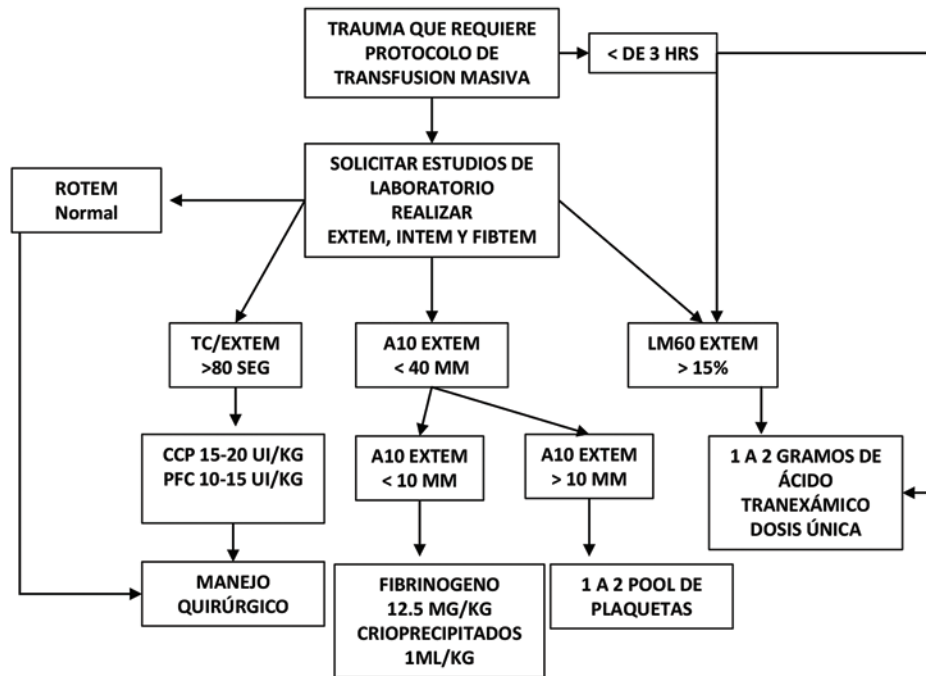 TRAUMA QUE REQUIERE
PROTOCOLO DE
TRANSFUSION MASIVA
< DE 3 HRS
SOLICITAR ESTUDIOS DE
LABORATORIO
REALIZAR
EXTEM, INTEM Y FIBTEM
ROTEM
Normal
TC/EXTEM
>80 SEG
A10 EXTEM
< 40 MM
LM60 EXTEM
> 15%
CCP 15-20 UI/KG
PFC 10-15 UI/KG
A10 EXTEM
< 10 MM
A10 EXTEM
> 10 MM
1 A 2 GRAMOS DE
ÁCIDO
TRANEXÁMICO
DOSIS ÚNICA
MANEJO
QUIRÚRGICO
FIBRINOGENO
12.5 MG/KG
CRIOPRECIPITADOS
1ML/KG
1 A 2 POOL DE
PLAQUETAS